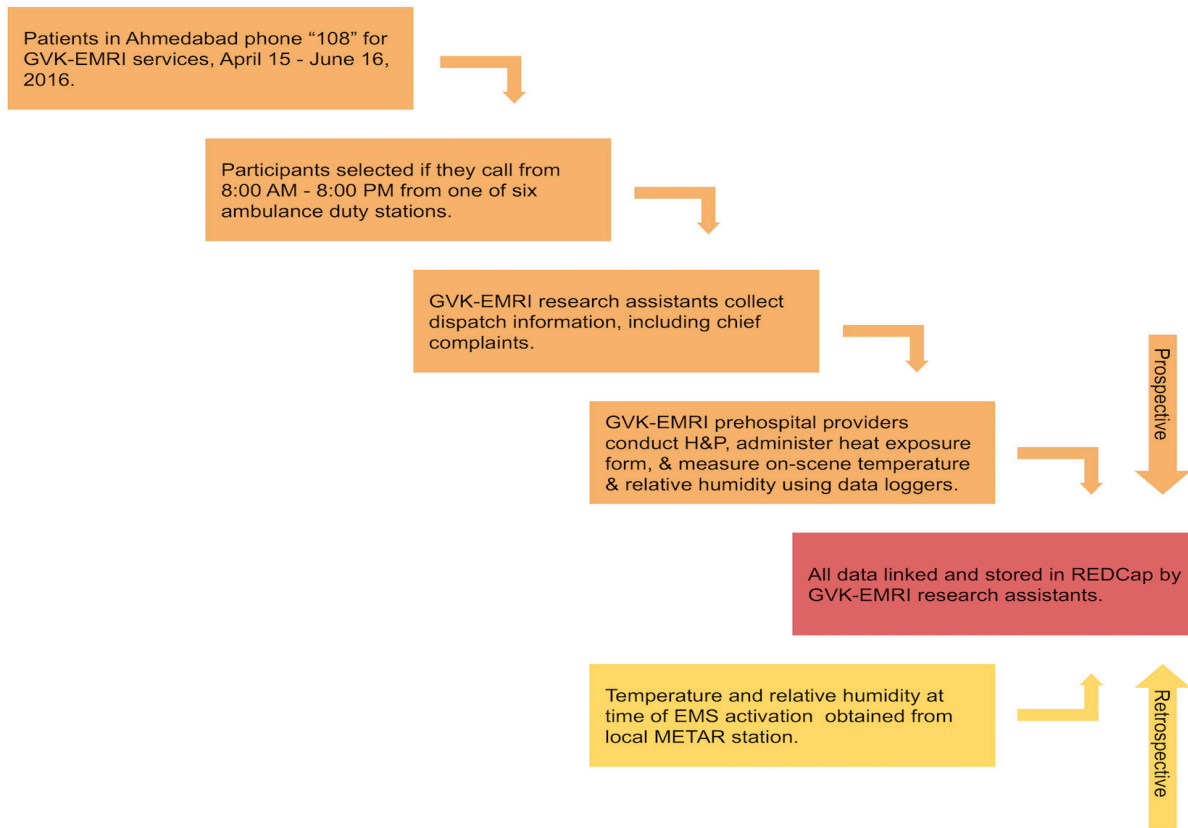 Patients in Ahmedabad phone “108” for
GVK-EMRI services, April 15 - June 16,
2016.
Participants selected if they call from
8:00 AM - 8:00 PM from one of six
ambulance duty stations.
GVK-EMRI research assistants collect
dispatch information, including chief
complaints.
GVK-EMRI prehospital providers
conduct H&P, administer heat exposure
form, & measure on-scene temperature
& relative humidity using data loggers.
Prospective
All data linked and stored in REDCap by
GVK-EMRI research assistants.
Temperature and relative humidity at
time of EMS activation  obtained from
local METAR station.
Retrospective